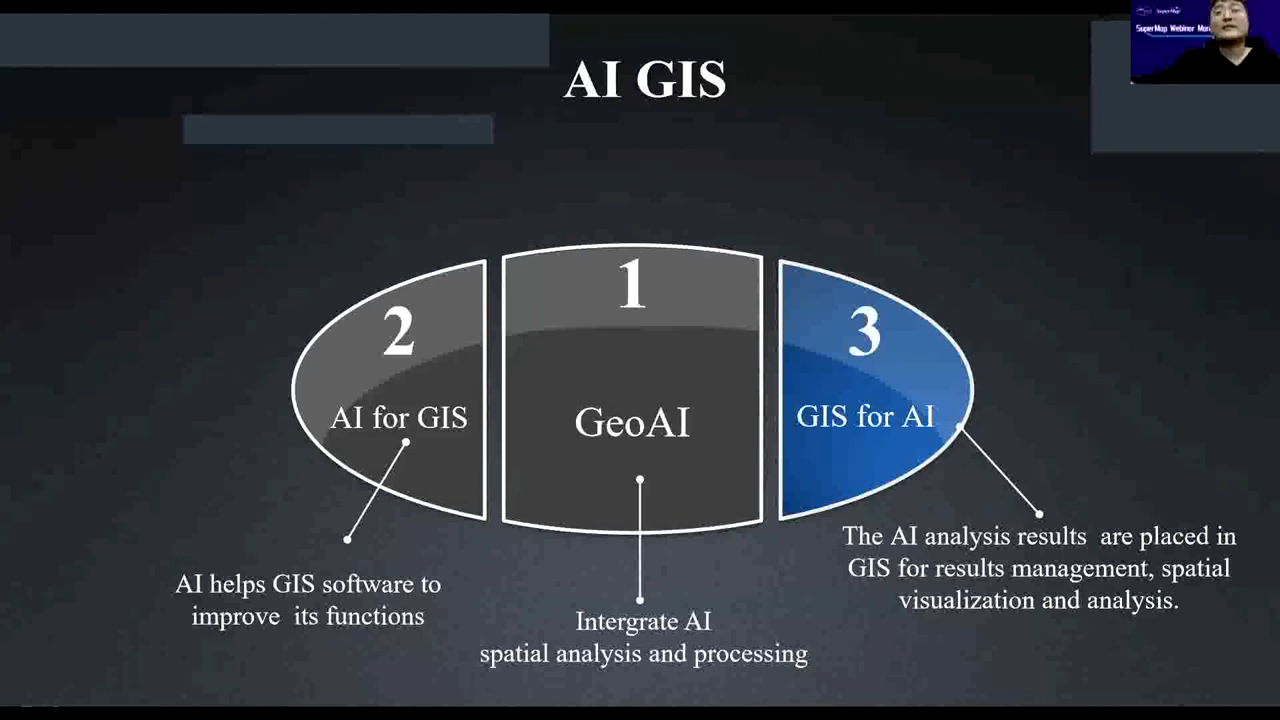 SuperMap
SuperMap Webinar
AI GIS
1
2
3
AI for GIS
GeoAI
GIS for AI
AI helps GIS software to
improve its functions
Intergrate AI
spatial analysis and processing
The AI analysis results are placed in
GIS for results management, spatial
visualization and analysis.